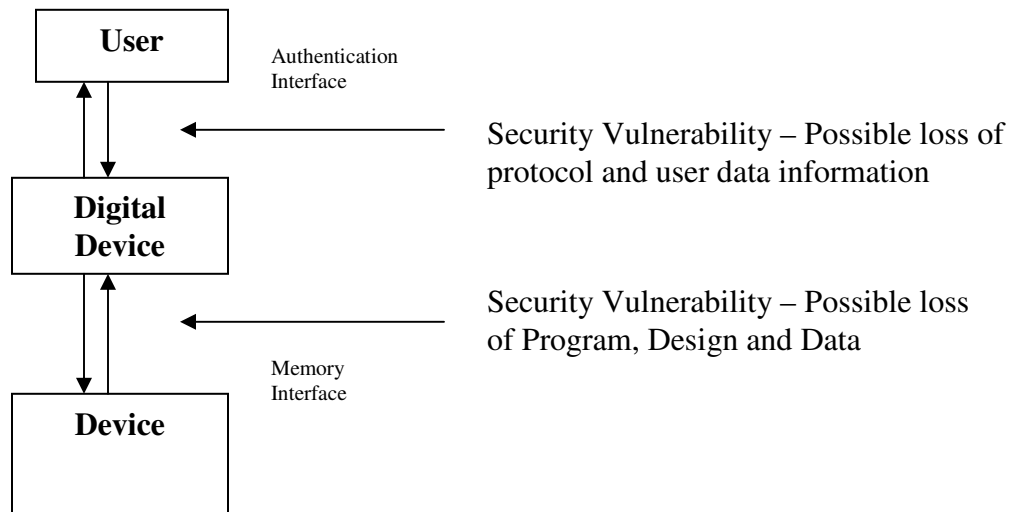 User
Authentication
Interface
Security Vulnerability – Possible loss of
protocol and user data information
Digital
Device
Security Vulnerability – Possible loss
of Program, Design and Data
Memory
Interface
Device